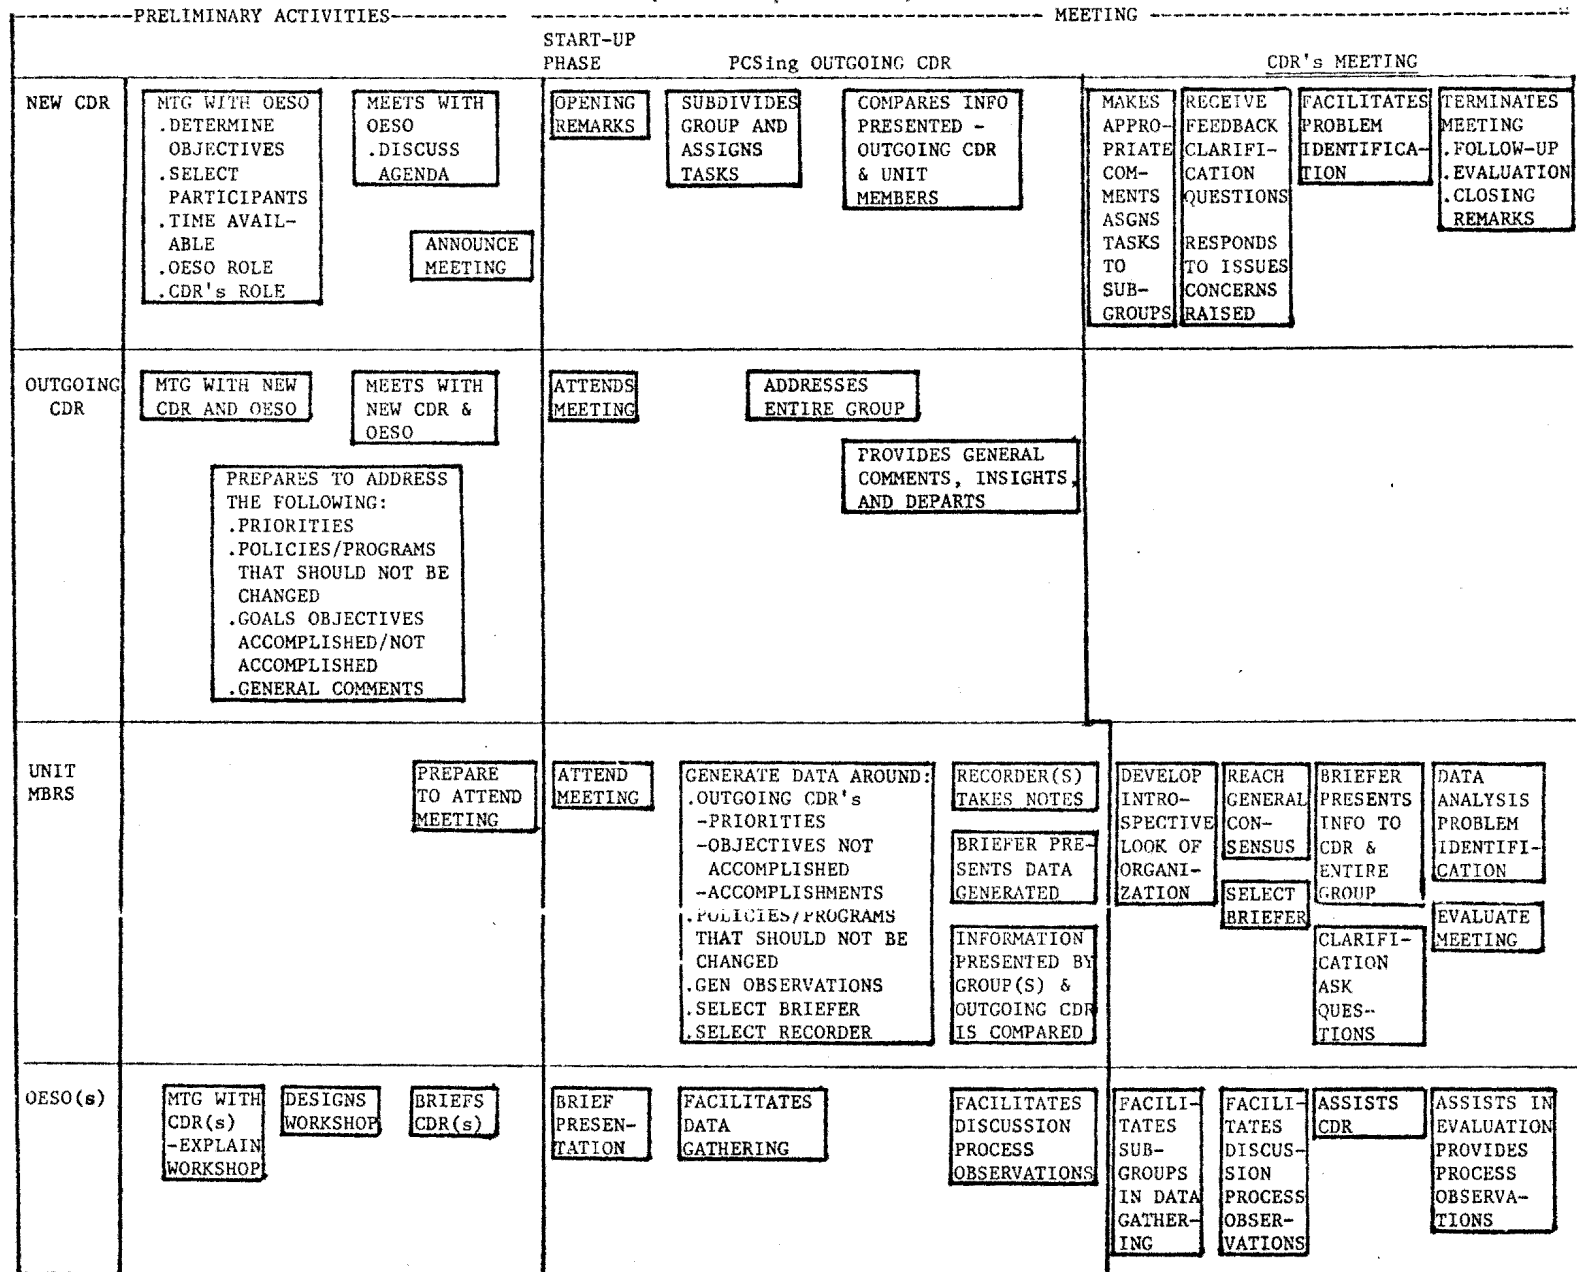 -----------PRELIMINARY ACTIVITIES---------- -------------------------------------------- MEETING ------------------------------------
START-UP
PHASE
PCSing OUTGOING CDR
CDR's MEETING
NEW CDR
MTG WITH OESO
.DETERMINE
OBJECTIVES
.SELECT
PARTICIPANTS
.TIME AVAIL-
ABLE
.OESO ROLE
.CDR's ROLE
MEETS WITH
OESO
.DISCUSS
AGENDA
ANNOUNCE
MEETING
OPENING
REMARKS
SUBDIVIDES
GROUP AND
ASSIGNS
TASKS
COMPARES INFO
PRESENTED -
OUTGOING CDR
& UNIT
MEMBERS
MAKES
APPRO-
PRIATE
COM-
MENTS
ASGNS
TASKS
TO
SUB-
GROUPS
RECEIVE
FEEDBACK
CLARIFI-
CATION
QUESTIONS
RESPONDS
TO ISSUES
CONCERNS
RAISED
FACILITATES
PROBLEM
IDENTIFICA-
TION
TERMINATES
MEETING
.FOLLOW-UP
.EVALUATION
.CLOSING
REMARKS
OUTGOING
CDR
MTG WITH NEW
CDR AND OESO
MEETS WITH
NEW CDR &
OESO
PREPARES TO ADDRESS
THE FOLLOWING:
.PRIORITIES
.POLICIES/PROGRAMS
THAT SHOULD NOT BE
CHANGED
.GOALS OBJECTIVES
ACCOMPLISHED/NOT
ACCOMPLISHED
.GENERAL COMMENTS
ATTENDS
MEETING
ADDRESSES
ENTIRE GROUP
PROVIDES GENERAL
COMMENTS, INSIGHTS,
AND DEPARTS
UNIT
MBRS
PREPARE
TO ATTEND
MEETING
ATTEND
MEETING
GENERATE DATA AROUND:
.OUTGOING CDR's
-PRIORITIES
-OBJECTIVES NOT
ACCOMPLISHED
-ACCOMPLISHMENTS
.POLICIES/PROGRAMS
THAT SHOULD NOT BE
CHANGED
.GEN OBSERVATIONS
.SELECT BRIEFER
.SELECT RECORDER
RECORDER(S)
TAKES NOTES
BRIEFER PRE-
SENTS DATA
GENERATED
INFORMATION
PRESENTED BY
GROUP(S) &
OUTGOING CDR
IS COMPARED
DEVELOP
INTRO-
SPECTIVE
LOOK OF
ORGANI-
ZATION
REACH
GENERAL
CON-
SENSUS
SELECT
BRIEFER
BRIEFER
PRESENTS
INFO TO
CDR &
ENTIRE
GROUP
CLARIFI-
CATION
ASK
QUES-
TIONS
DATA
ANALYSIS
PROBLEM
IDENTIFI-
CATION
EVALUATE
MEETING
OESO(s)
MTG WITH
CDR(s)
-EXPLAIN
WORKSHOP
DESIGNS
WORKSHOP
BRIEFS
CDR(s)
BRIEF
PRESEN-
TATION
FACILITATES
DATA
GATHERING
FACILITATES
DISCUSSION
PROCESS
OBSERVATIONS
FACILI-
TATES
SUB-
GROUPS
IN DATA
GATHER-
ING
FACILI-
TATES
DISCUS-
SION
PROCESS
OBSER-
VATIONS
ASSISTS
CDR
ASSISTS IN
EVALUATION
PROVIDES
PROCESS
OBSERVA-
TIONS